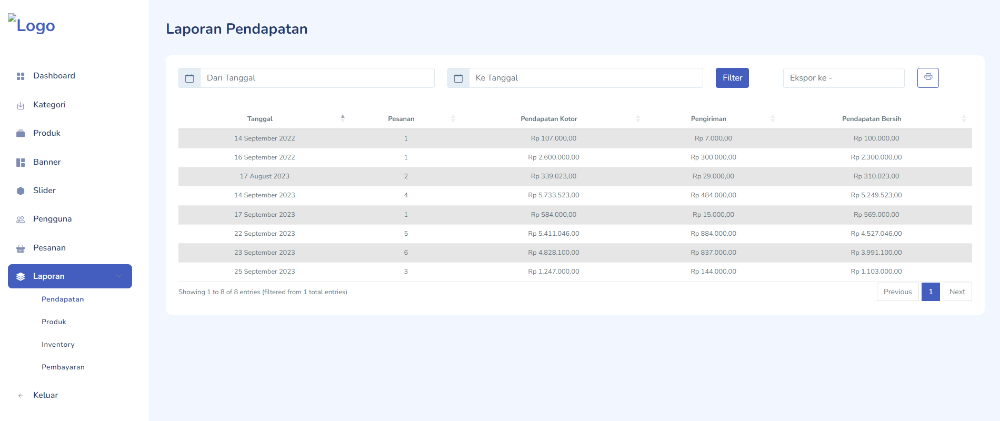 Logo
Dashboard
Kategori
Produk
Banner
Slider
Pengguna
Pesanan
Laporan
Pendapatan
Produk
Inventory
Pembayaran
Keluar
Laporan Pendapatan
Dari Tanggal Ke Tanggal Filter Ekspor ke -
Tanggal Pesanan Pendapatan Kotor Pengiriman Pendapatan Bersih
14 September 2022 1 Rp 107.000,00 Rp 7.000,00 Rp 100.000,00
16 September 2022 1 Rp 2.600.000,00 Rp 300.000,00 Rp 2.300.000,00
17 August 2023 2 Rp 339.023,00 Rp 29.000,00 Rp 310.023,00
14 September 2023 4 Rp 5.733.523,00 Rp 484.000,00 Rp 5.249.523,00
17 September 2023 1 Rp 584.000,00 Rp 15.000,00 Rp 569.000,00
22 September 2023 5 Rp 5.411.046,00 Rp 884.000,00 Rp 4.527.046,00
23 September 2023 6 Rp 4.828.100,00 Rp 837.000,00 Rp 3.991.100,00
25 September 2023 3 Rp 1.247.000,00 Rp 144.000,00 Rp 1.103.000,00
Showing 1 to 8 of 8 entries (filtered from 1 total entries) Previous 1 Next